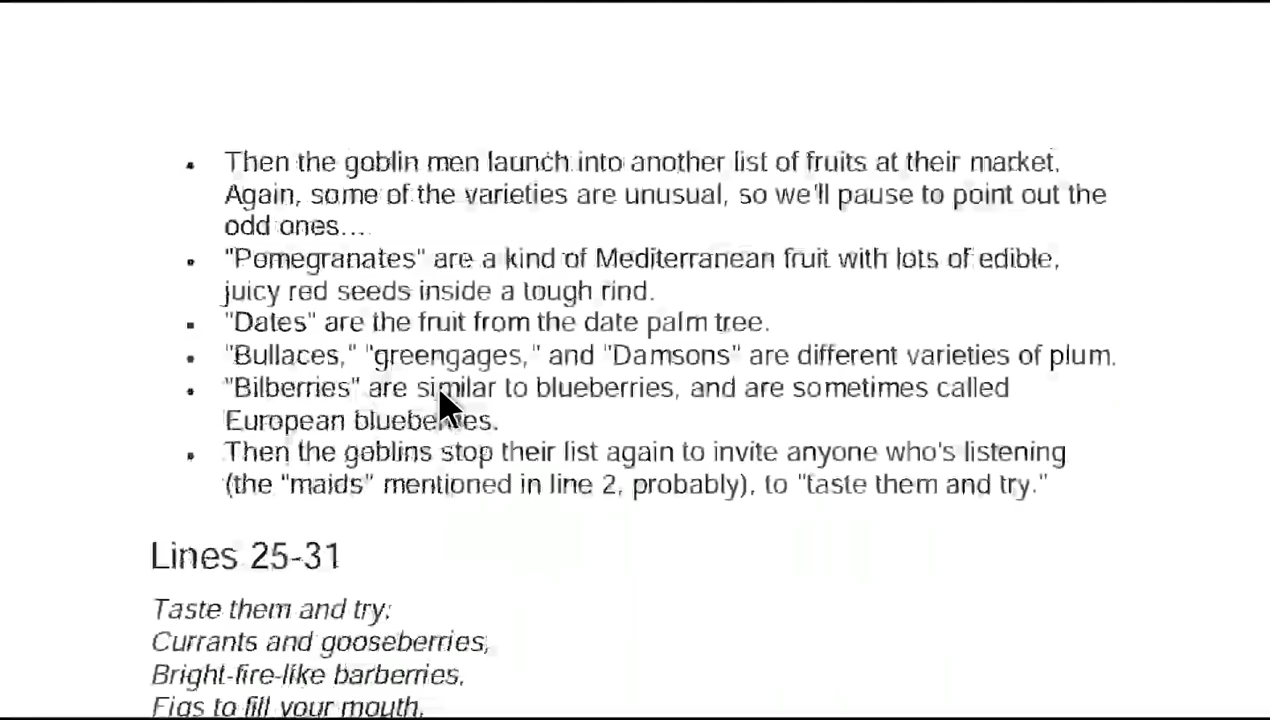 • Then the goblin men launch into another list of fruits at their market.
Again, some of the varieties are unusual, so we'll pause to point out the
odd ones…
• "Pomegranates" are a kind of Mediterranean fruit with lots of edible,
juicy red seeds inside a tough rind.
• "Dates" are the fruit from the date palm tree.
• "Bullaces," "greengages," and "Damsons" are different varieties of plum.
• "Bilberries" are similar to blueberries, and are sometimes called
European blueberries.
• Then the goblins stop their list again to invite anyone who's listening
(the "maids" mentioned in line 2, probably), to "taste them and try."
Lines 25-31
Taste them and try:
Currants and gooseberries,
Bright-fire-like barberries,
Figs to fill your mouth,